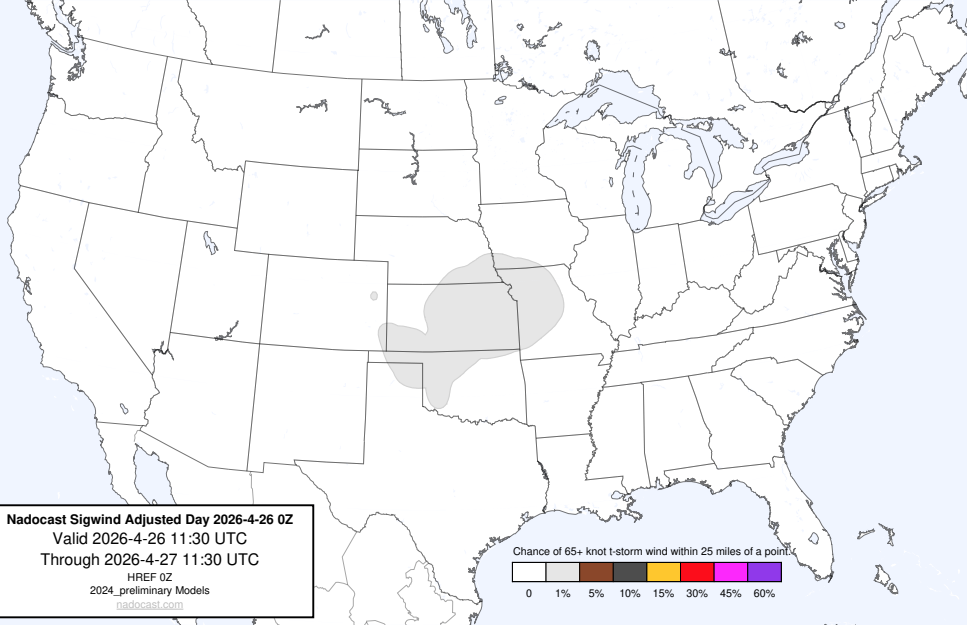 Nadocast Sigwind Adjusted Day 2026-4-26 0Z
Valid 2026-4-26 11:30 UTC
Through 2026-4-27 11:30 UTC
HREF 0Z
2024_preliminary Models
nadocast.com
Chance of 65+ knot t-storm wind within 25 miles of a point.
0 1% 5% 10% 15% 30% 45% 60%